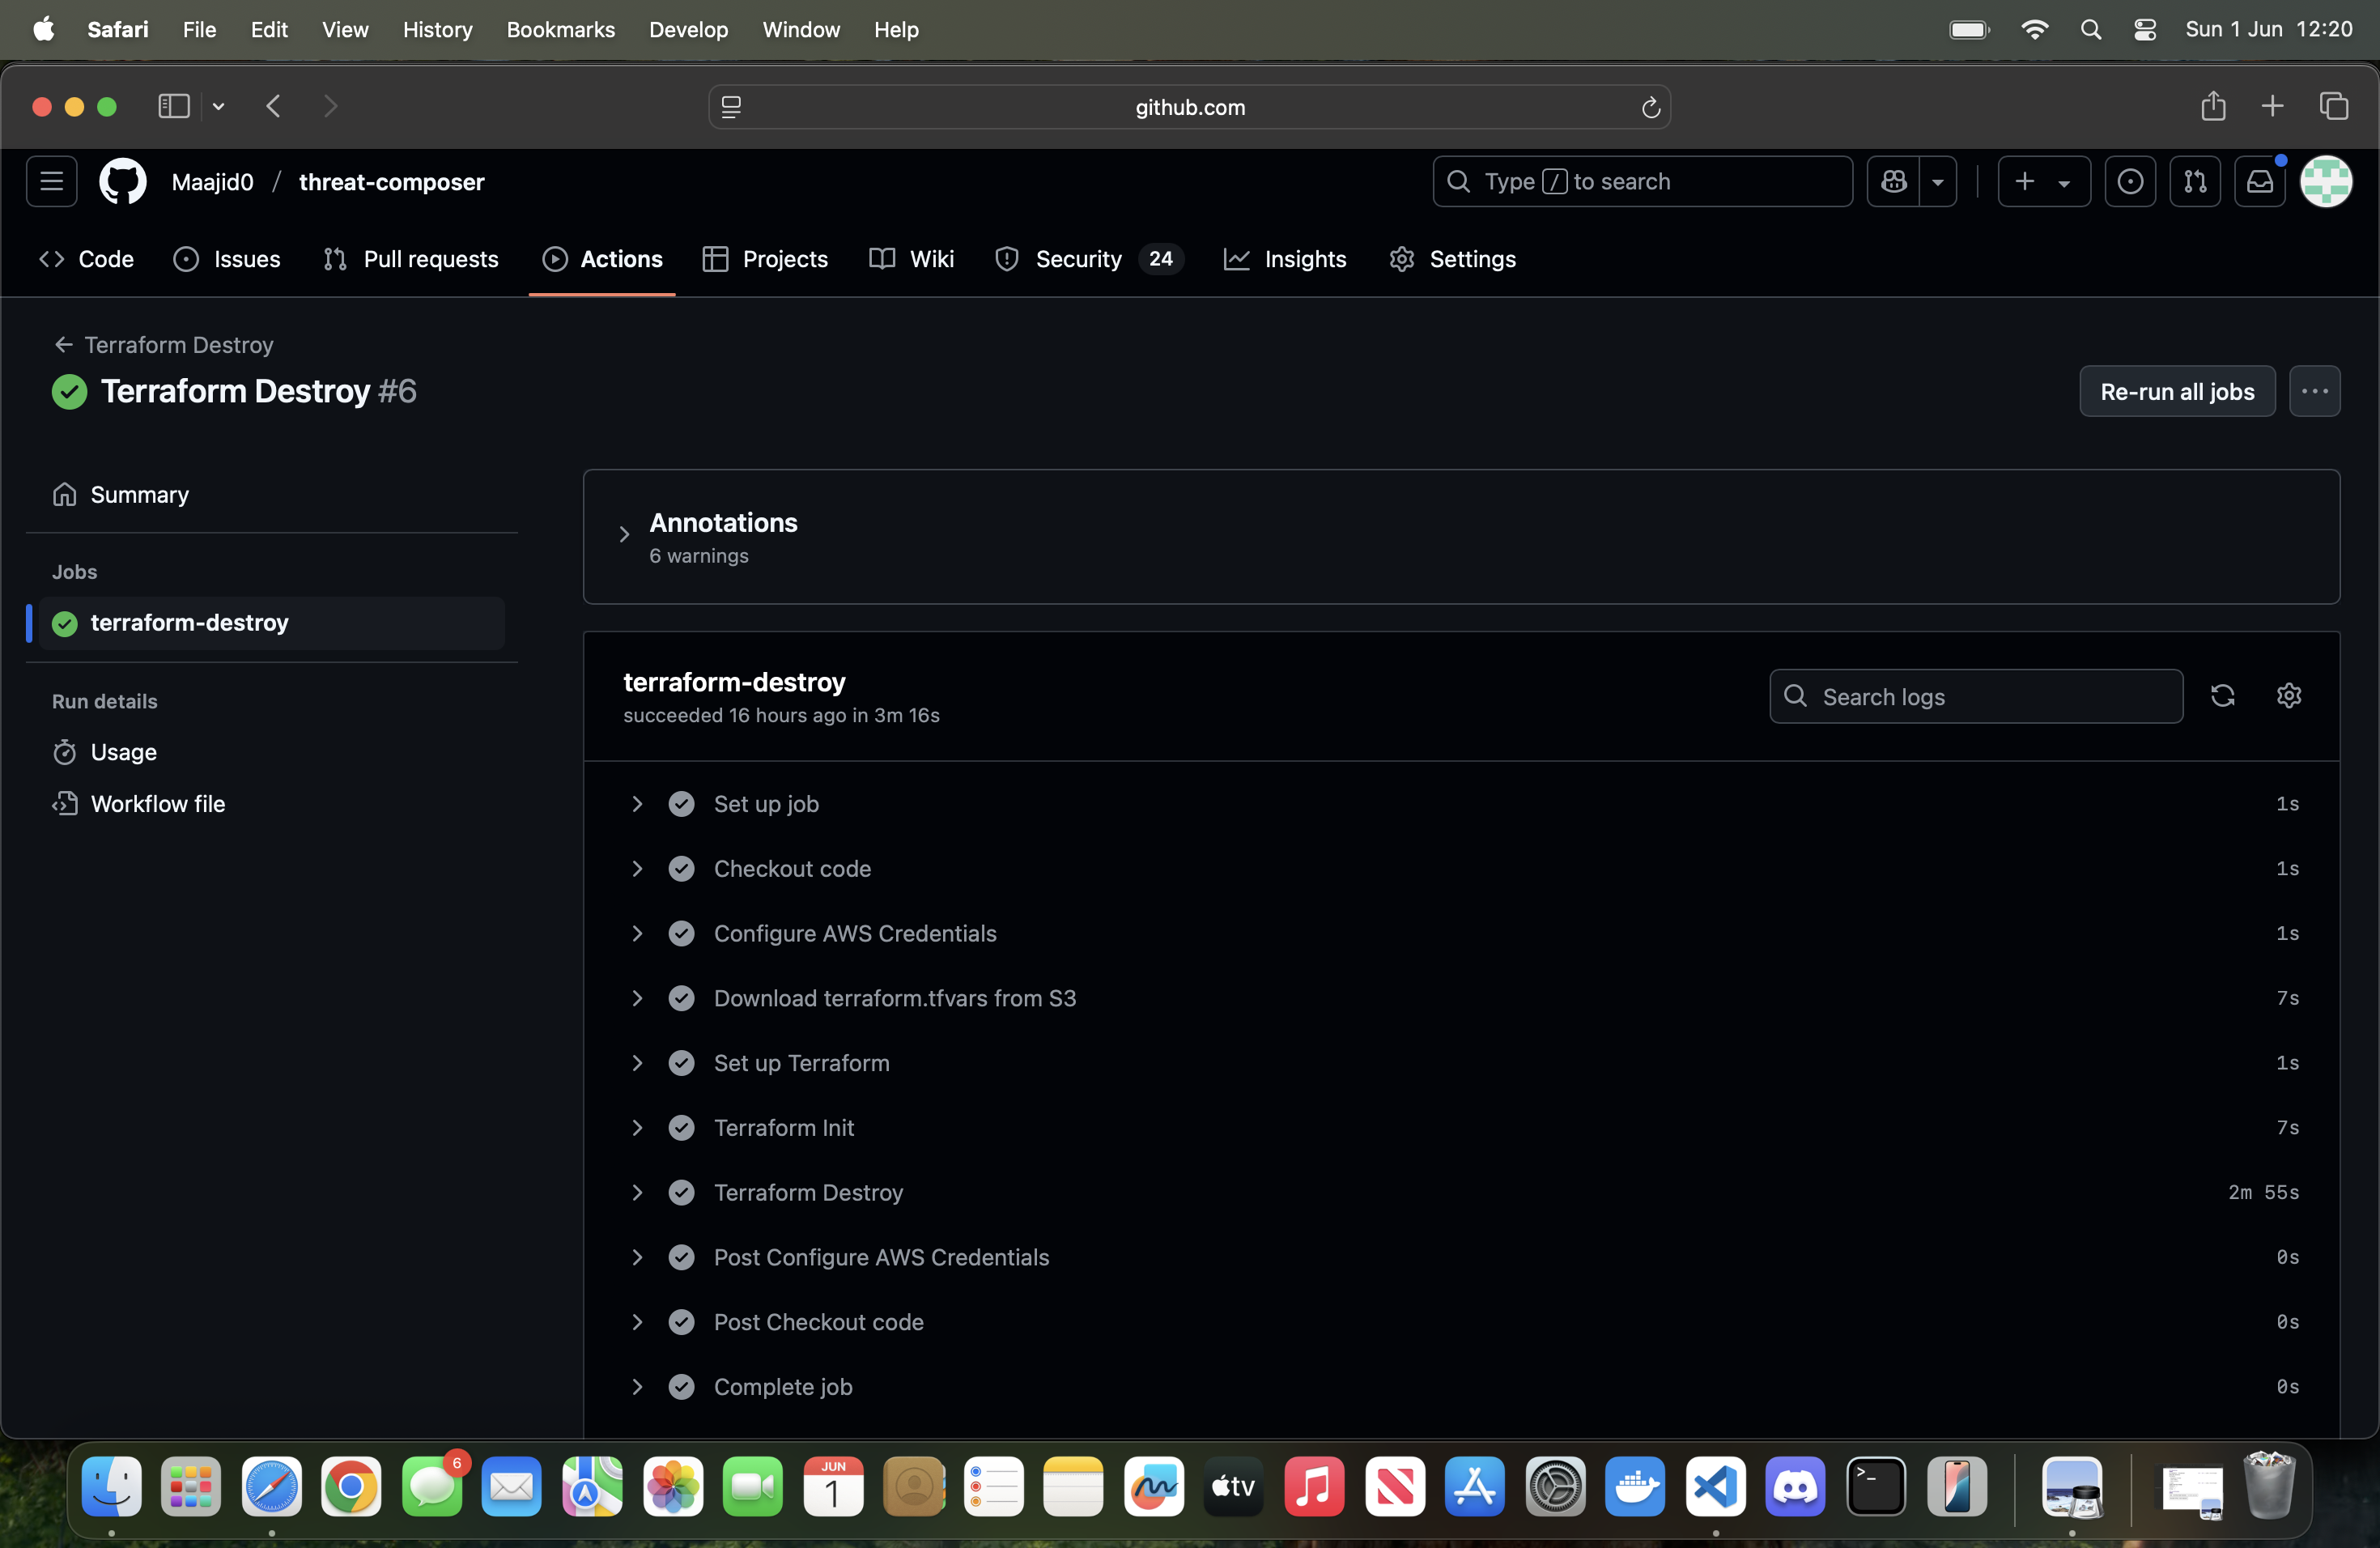 Safari File Edit View History Bookmarks Develop Window Help Sun 1 Jun 12:20
github.com
Maajid0 / threat-composer Type / to search
Code Issues Pull requests Actions Projects Wiki Security 24 Insights Settings
Terraform Destroy
Terraform Destroy #6 Re-run all jobs
Summary
Jobs
terraform-destroy
Run details
Usage
Workflow file
Annotations
6 warnings
terraform-destroy
succeeded 16 hours ago in 3m 16s
Search logs
Set up job 1s
Checkout code 1s
Configure AWS Credentials 1s
Download terraform.tfvars from S3 7s
Set up Terraform 1s
Terraform Init 7s
Terraform Destroy 2m 55s
Post Configure AWS Credentials 0s
Post Checkout code 0s
Complete job 0s
6
JUN
1
tv